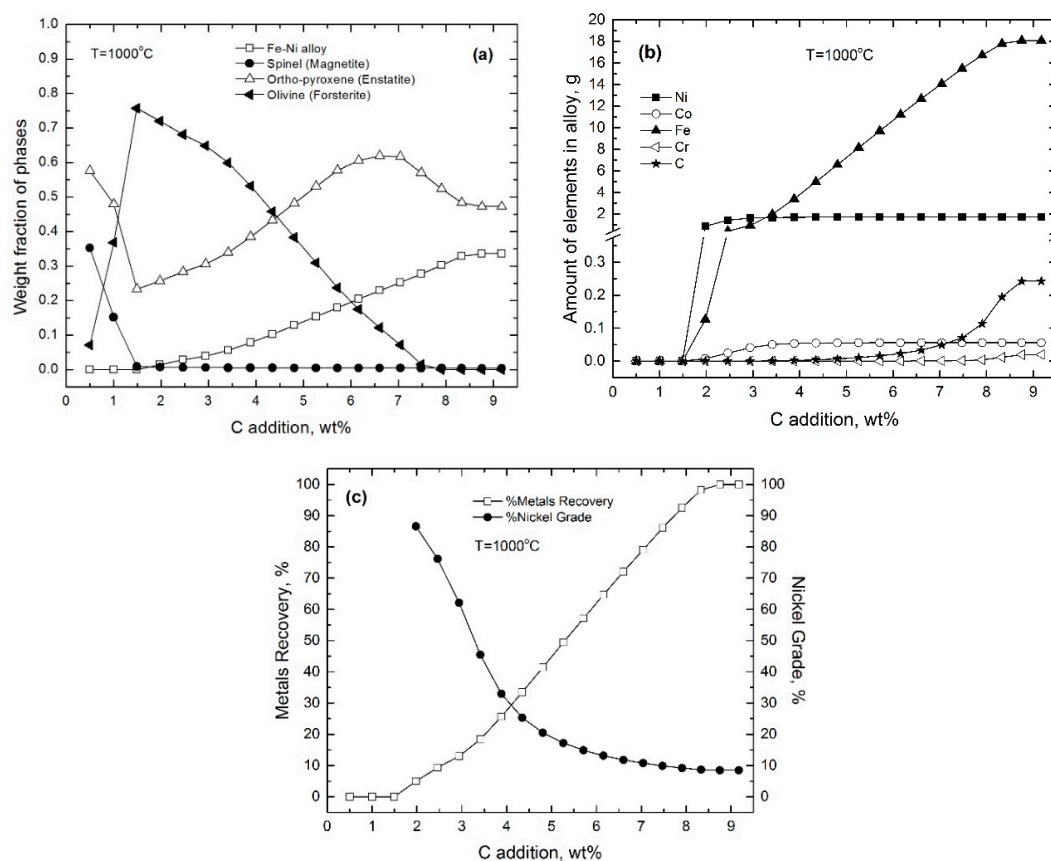 T=1000°C
(a)
Fe-Ni alloy
Spinel (Magnetite)
Ortho-pyroxene (Enstatite)
Olivine (Forsterite)
Weight fraction of phases
1.0
0.9
0.8
0.7
0.6
0.5
0.4
0.3
0.2
0.1
0.0
0 1 2 3 4 5 6 7 8 9
C addition, wt%
(b)
T=1000°C
Ni
Co
Fe
Cr
C
Amount of elements in alloy, g
20
18
16
14
12
10
8
6
4
2
0.3
0.2
0.1
0.0
0 1 2 3 4 5 6 7 8 9
C addition, wt%
(c)
%Metals Recovery
%Nickel Grade
T=1000°C
Metals Recovery, %
100
90
80
70
60
50
40
30
20
10
0
0 1 2 3 4 5 6 7 8 9
C addition, wt%
100
90
80
70
60
50
40
30
20
10
0
Nickel Grade, %